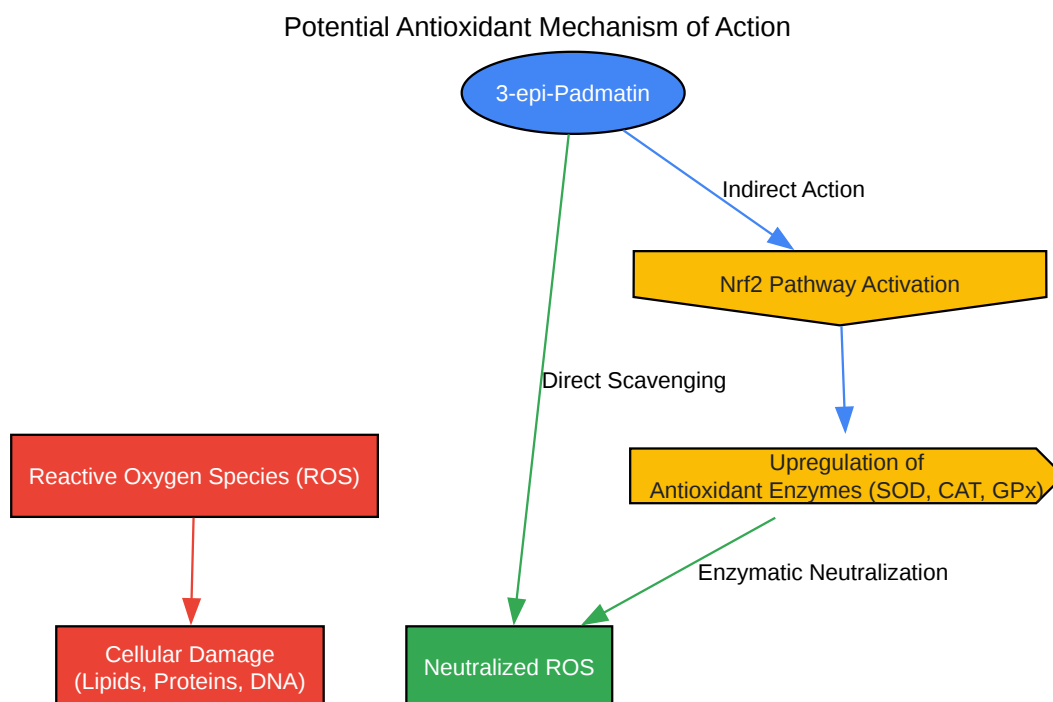 Potential Antioxidant Mechanism of Action
3-epi-Padmatin
Indirect Action
Nrf2 Pathway Activation
Direct Scavenging
Reactive Oxygen Species (ROS)
Upregulation of
Antioxidant Enzymes (SOD, CAT, GPx)
Enzymatic Neutralization
Cellular Damage
(Lipids, Proteins, DNA)
Neutralized ROS